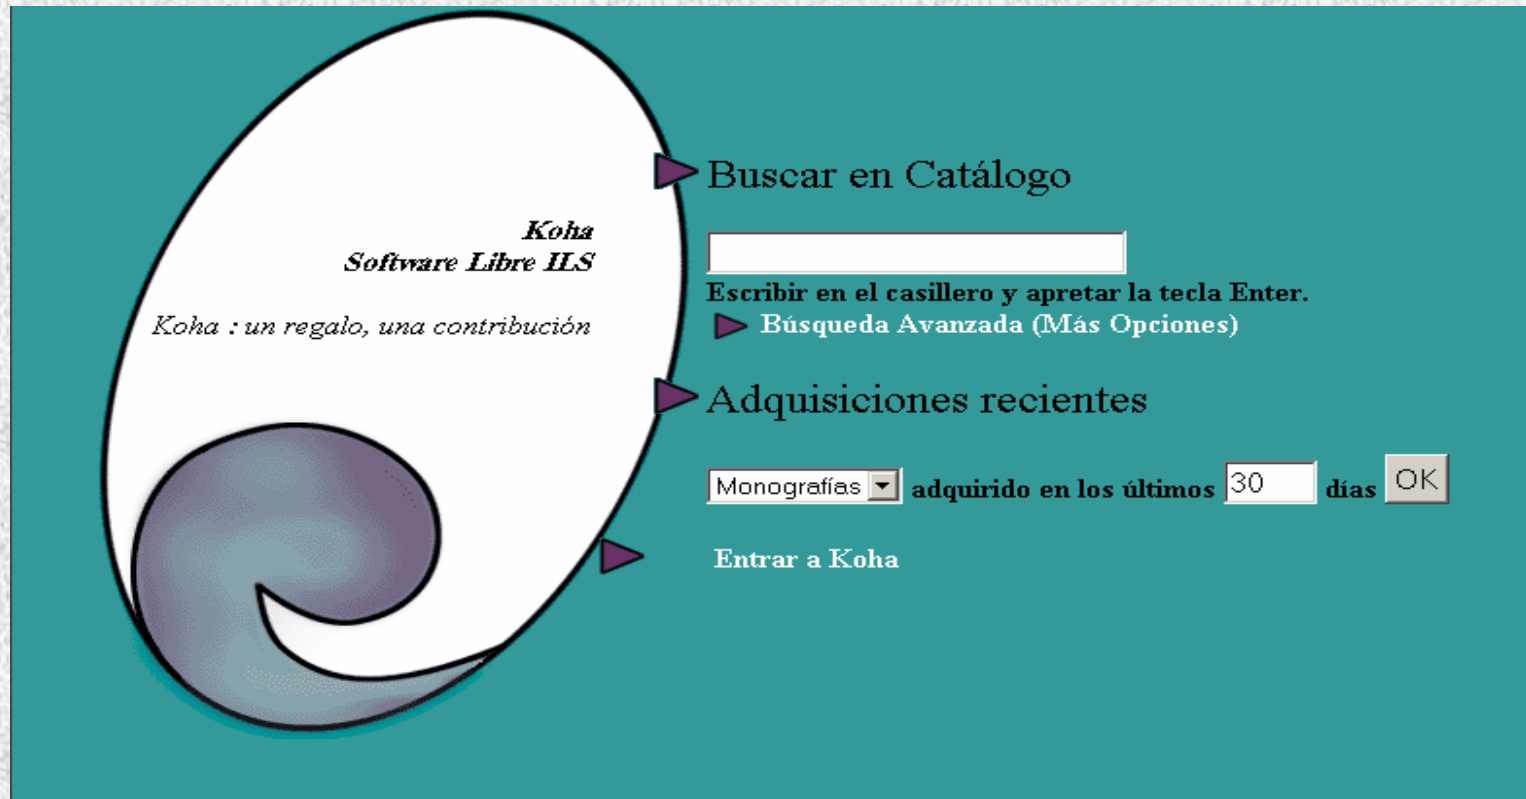 Koha
Software Libre ILS
Koha : un regalo, una contribución
Buscar en Catálogo
Escribir en el casillero y apretar la tecla Enter.
Búsqueda Avanzada (Más Opciones)
Adquisiciones recientes
Monografías adquirido en los últimos 30 días OK
Entrar a Koha